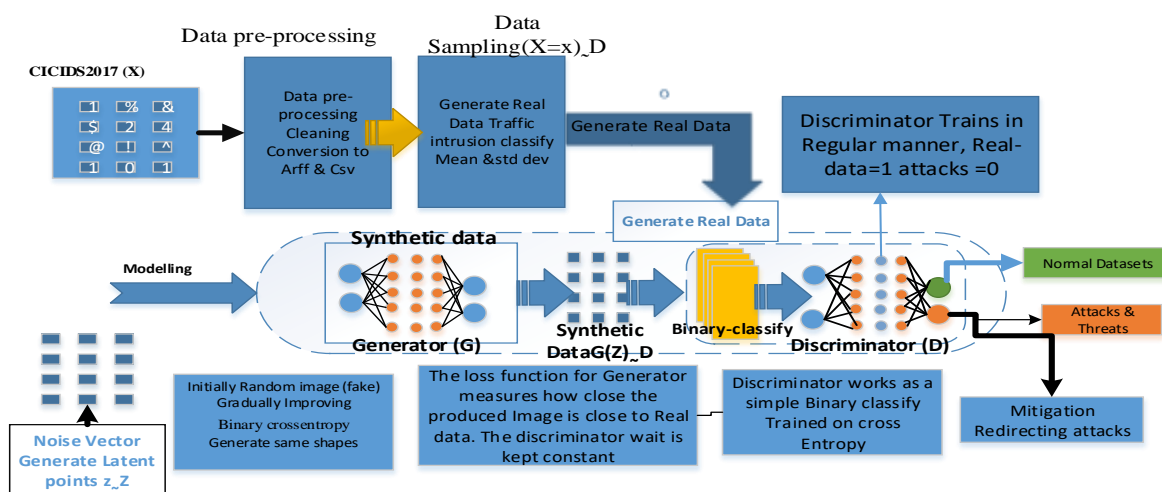 Data pre-processing
Data
Sampling(X=x)~D
CICIDS2017 (X)
1 % &
$ 2 4
@ ! ^
1 0 1
Data pre-
processing
Cleaning
Conversion to
Arff & Csv
Generate Real
Data Traffic
intrusion classify
Mean &std dev
Generate Real Data
Discriminator Trains in
Regular manner, Real-
data=1 attacks =0
Generate Real Data
Modelling
Synthetic data
Generator (G)
Synthetic
DataG(Z)~D
Binary-classify
Discriminator (D)
Normal Datasets
Attacks &
Threats
Mitigation
Redirecting attacks
Noise Vector
Generate Latent
points z~Z
Initially Random image (fake)
Gradually Improving
Binary crossentropy
Generate same shapes
The loss function for Generator
measures how close the
produced Image is close to Real
data. The discriminator wait is
kept constant
Discriminator works as a
simple Binary classify
Trained on cross
Entropy